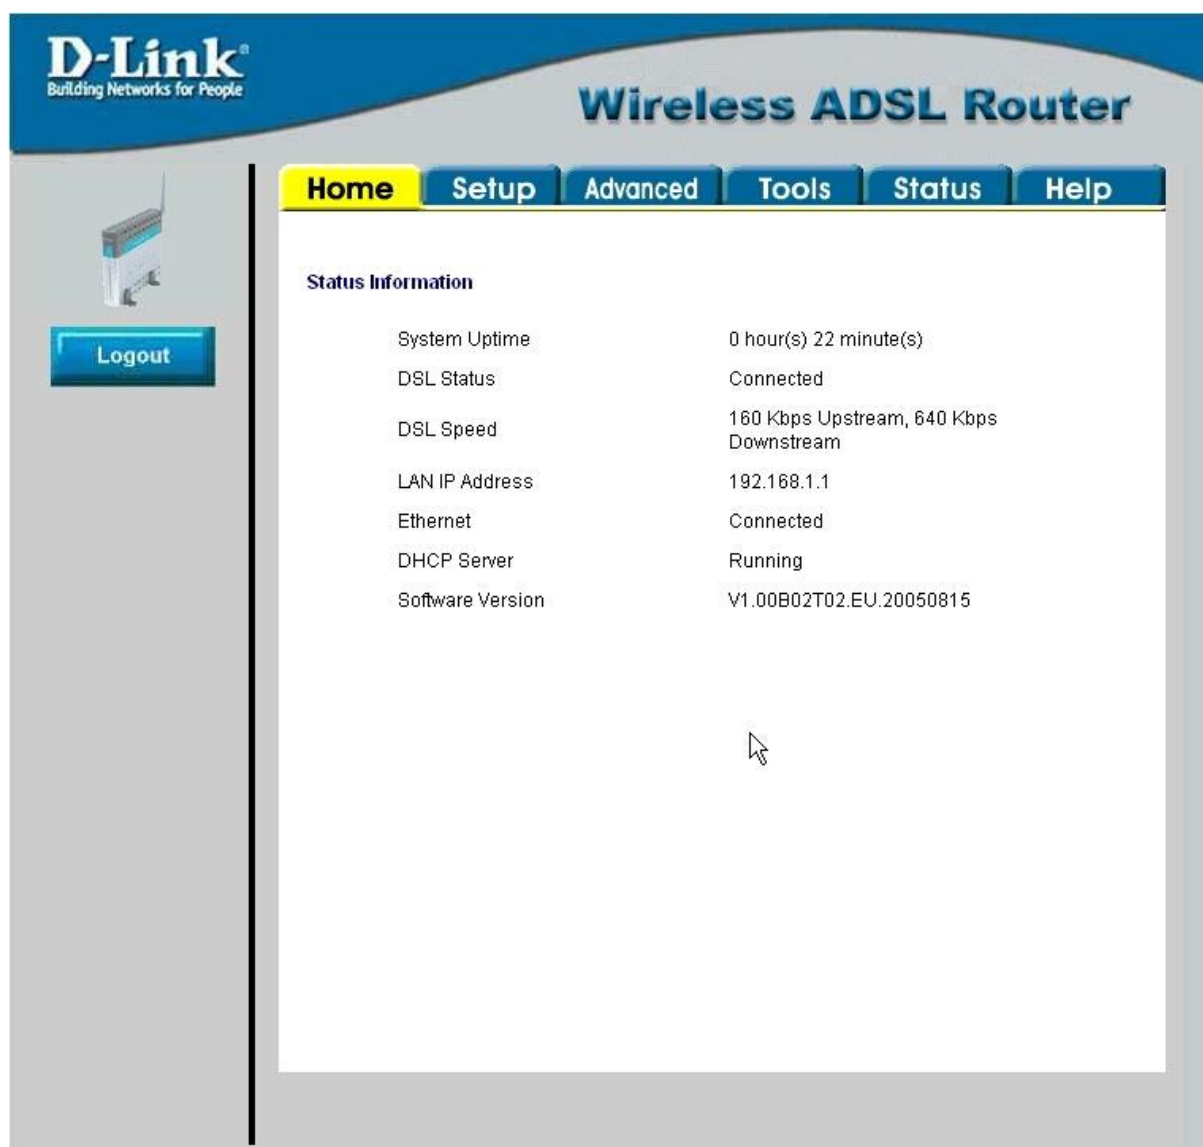 D-Link®
Building Networks for People
Wireless ADSL Router
Home Setup Advanced Tools Status Help
Logout
Status Information
System Uptime 0 hour(s) 22 minute(s)
DSL Status Connected
DSL Speed 160 Kbps Upstream, 640 Kbps
Downstream
LAN IP Address 192.168.1.1
Ethernet Connected
DHCP Server Running
Software Version V1.00B02T02.EU.20050815